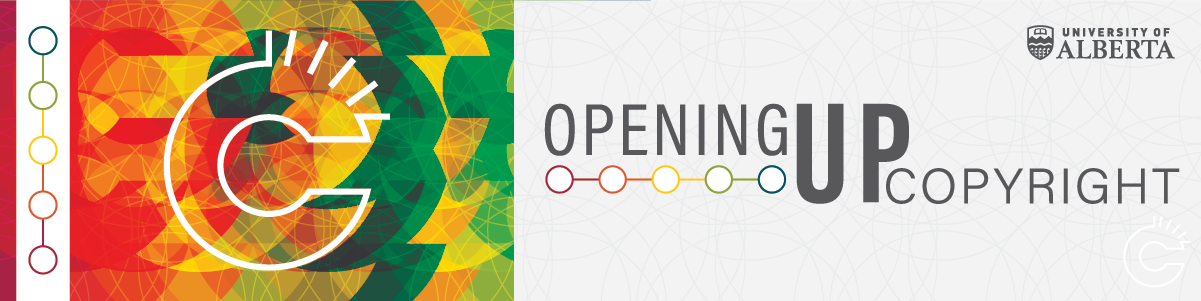 UNIVERSITY OF
ALBERTA
OPENING UP
COPYRIGHT